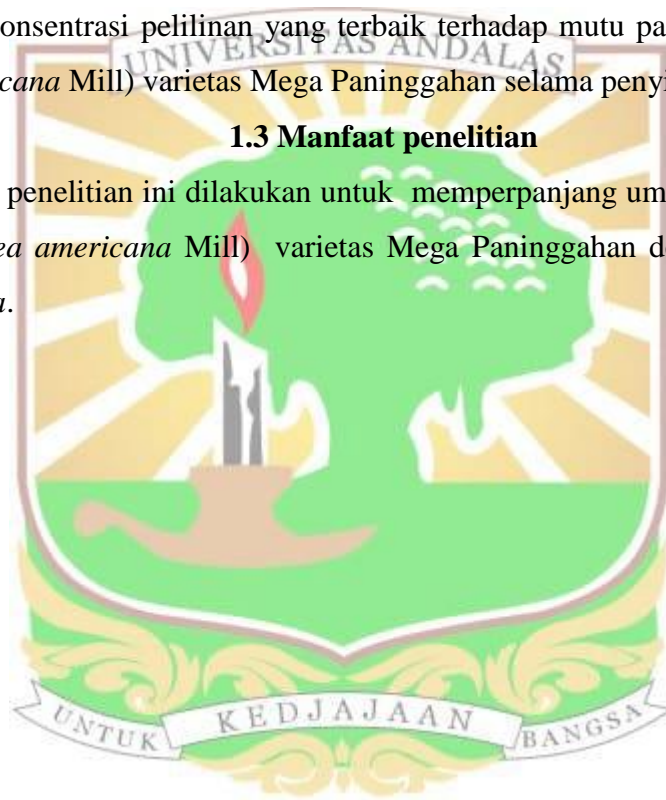 onsentrasi pelilinan yang terbaik terhadap mutu pa
UNIVERSITAS ANDALAS
cana Mill) varietas Mega Paninggahan selama penyi
1.3 Manfaat penelitian
penelitian ini dilakukan untuk memperpanjang um
ea americana Mill) varietas Mega Paninggahan d
.
UNTUK KEDJAJAAN BANGSA